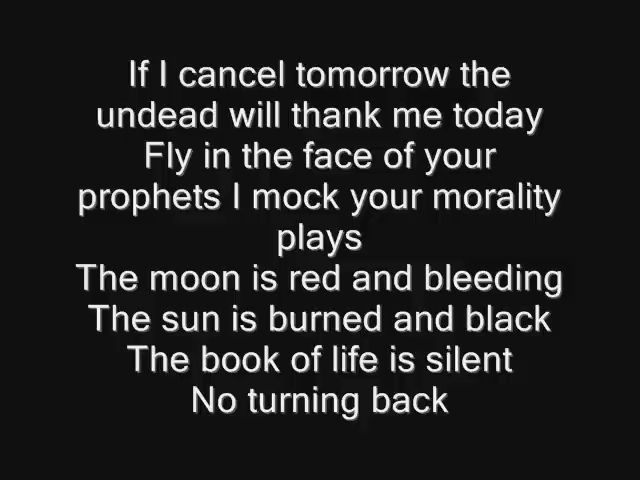 If I cancel tomorrow the
undead will thank me today
Fly in the face of your
prophets I mock your morality
plays
The moon is red and bleeding
The sun is burned and black
The book of life is silent
No turning back